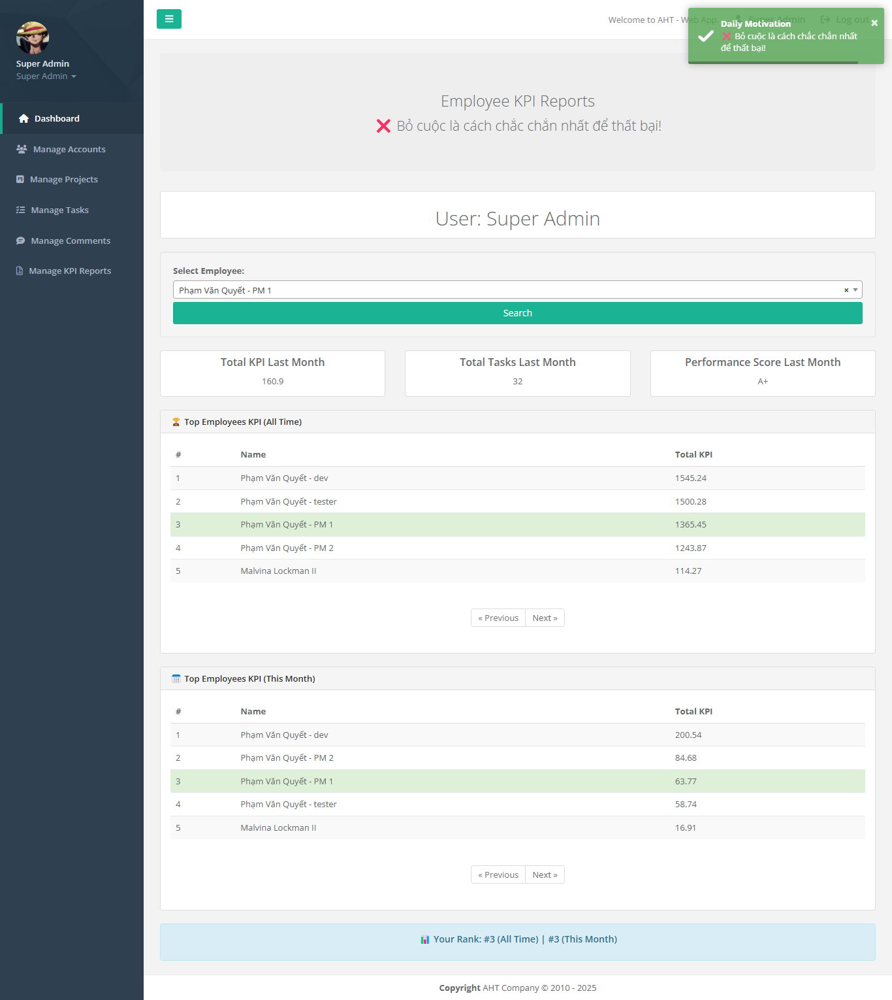 Super Admin
Super Admin
Dashboard
Manage Accounts
Manage Projects
Manage Tasks
Manage Comments
Manage KPI Reports
Welcome to AHT - Web App.
Super Admin
Log out
Daily Motivation
❌ Bỏ cuộc là cách chắc chắn nhất
để thất bại!
×
Employee KPI Reports
❌ Bỏ cuộc là cách chắc chắn nhất để thất bại!
User: Super Admin
Select Employee:
Phạm Văn Quyết - PM 1 ×
Search
Total KPI Last Month
160.9
Total Tasks Last Month
32
Performance Score Last Month
A+
🏆 Top Employees KPI (All Time)
# Name Total KPI
1 Phạm Văn Quyết - dev 1545.24
2 Phạm Văn Quyết - tester 1500.28
3 Phạm Văn Quyết - PM 1 1365.45
4 Phạm Văn Quyết - PM 2 1243.87
5 Malvina Lockman II 114.27
« Previous Next »
📅 Top Employees KPI (This Month)
# Name Total KPI
1 Phạm Văn Quyết - dev 200.54
2 Phạm Văn Quyết - PM 2 84.68
3 Phạm Văn Quyết - PM 1 63.77
4 Phạm Văn Quyết - tester 58.74
5 Malvina Lockman II 16.91
« Previous Next »
📊 Your Rank: #3 (All Time) | #3 (This Month)
Copyright AHT Company © 2010 - 2025